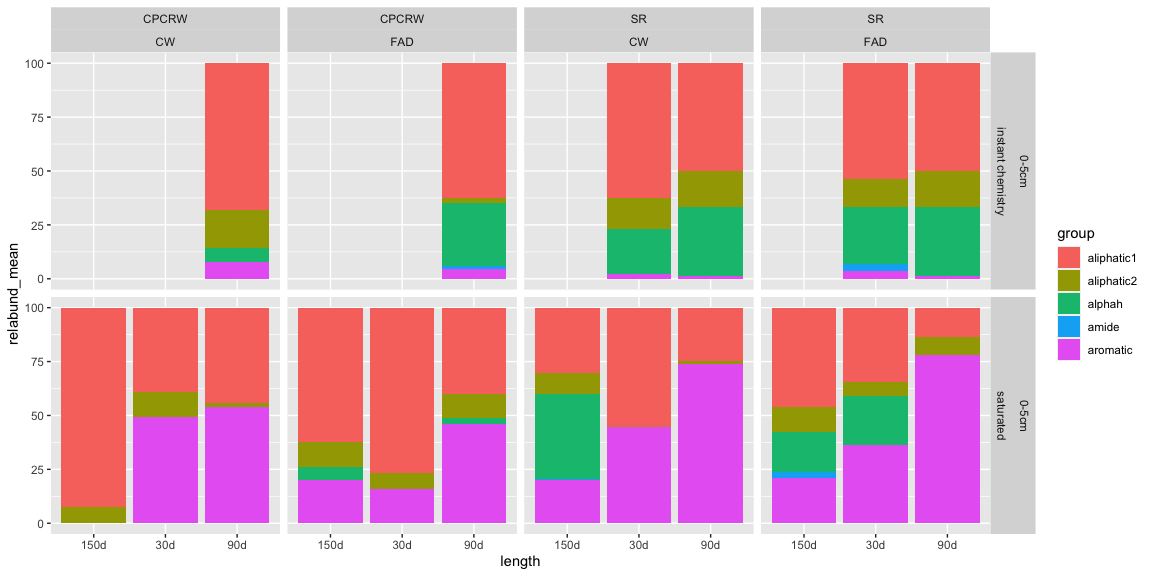 CPCRW
CPCRW
SR
SR
CW
FAD
CW
FAD
100
75
50
25
0
0-5cm
instant chemistry
100
75
50
25
0
0-5cm
saturated
150d 30d 90d
150d 30d 90d
150d 30d 90d
150d 30d 90d
length
relabund_mean
group
aliphatic1
aliphatic2
alphah
amide
aromatic